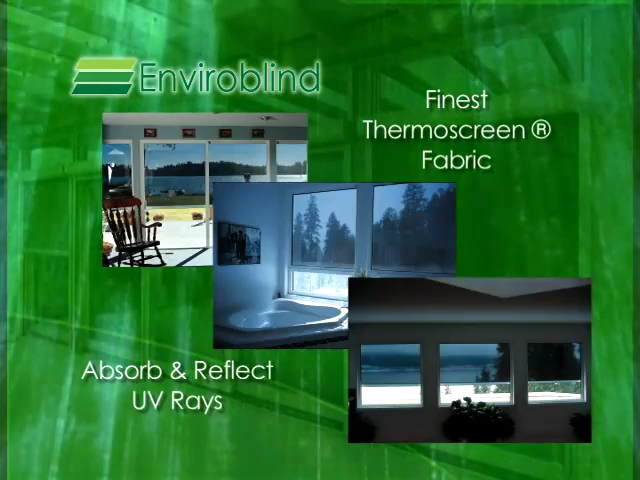 Enviroblind
Finest
Thermoscreen ®
Fabric
Absorb & Reflect
UV Rays